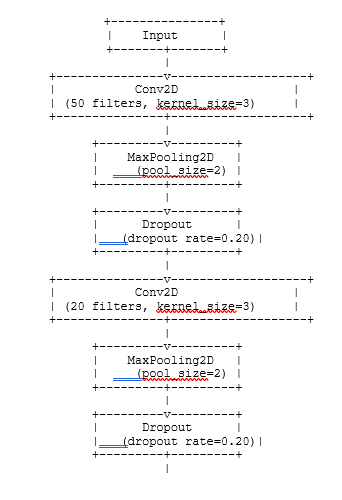 +---------------+
| Input |
+-------+-------+
|
+---------------v------------------+
| Conv2D |
| (50 filters, kernel_size=3) |
+---------------+------------------+
|
+---------v---------+
| MaxPooling2D |
| (pool_size=2) |
+---------+---------+
|
+---------v---------+
| Dropout |
| (dropout rate=0.20)|
+---------+---------+
|
+---------------v------------------+
| Conv2D |
| (20 filters, kernel_size=3) |
+---------------+------------------+
|
+---------v---------+
| MaxPooling2D |
| (pool_size=2) |
+---------+---------+
|
+---------v---------+
| Dropout |
| (dropout rate=0.20)|
+---------+---------+
|